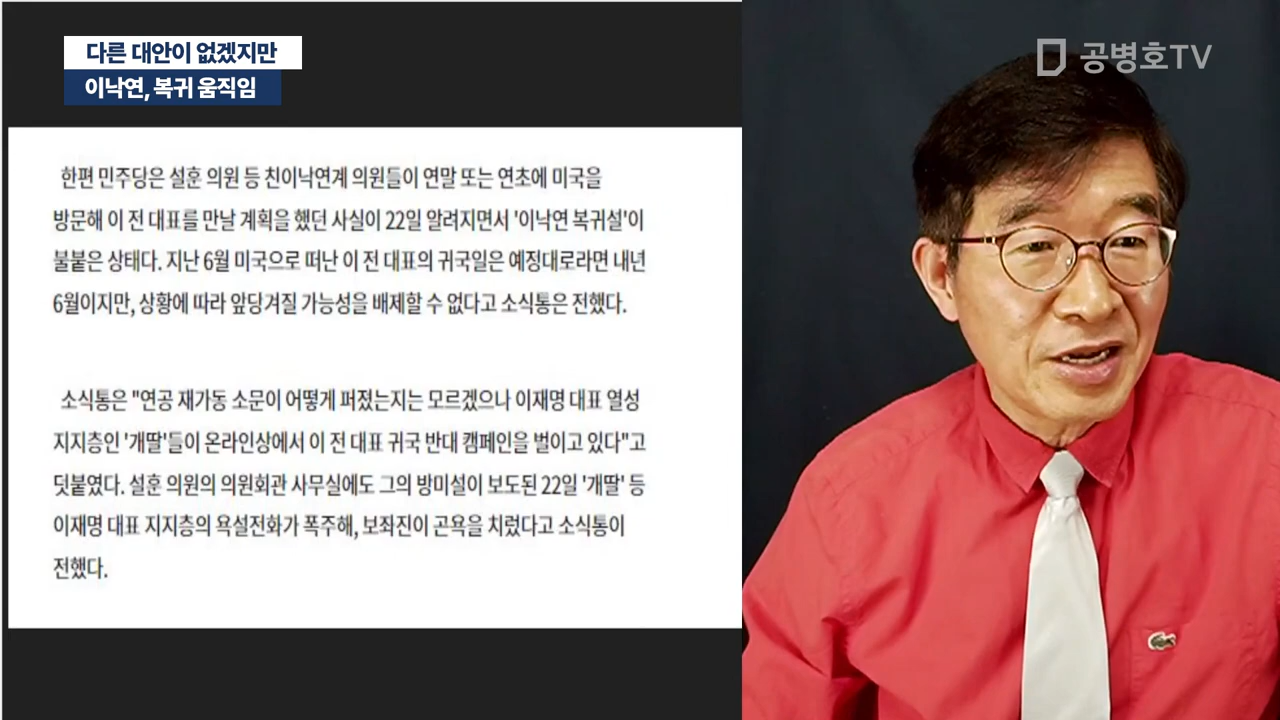 다른 대안이 없겠지만
이낙연, 복귀 움직임
공병호TV
한편 민주당은 설훈 의원 등 친이낙연계 의원들이 연말 또는 연초에 미국을
방문해 이 전 대표를 만날 계획을 했던 사실이 22일 알려지면서 '이낙연 복귀설'이
불붙은 상태다. 지난 6월 미국으로 떠난 이 전 대표의 귀국일은 예정대로라면 내년
6월이지만, 상황에 따라 앞당겨질 가능성을 배제할 수 없다고 소식통은 전했다.
소식통은 "연공 재가동 소문이 어떻게 퍼졌는지는 모르겠으나 이재명 대표 열성
지지층인 '개딸'들이 온라인상에서 이 전 대표 귀국 반대 캠페인을 벌이고 있다"고
덧붙였다. 설훈 의원의 의원회관 사무실에도 그의 방미설이 보도된 22일 '개딸' 등
이재명 대표 지지층의 욕설전화가 폭주해, 보좌진이 곤욕을 치렀다고 소식통이
전했다.